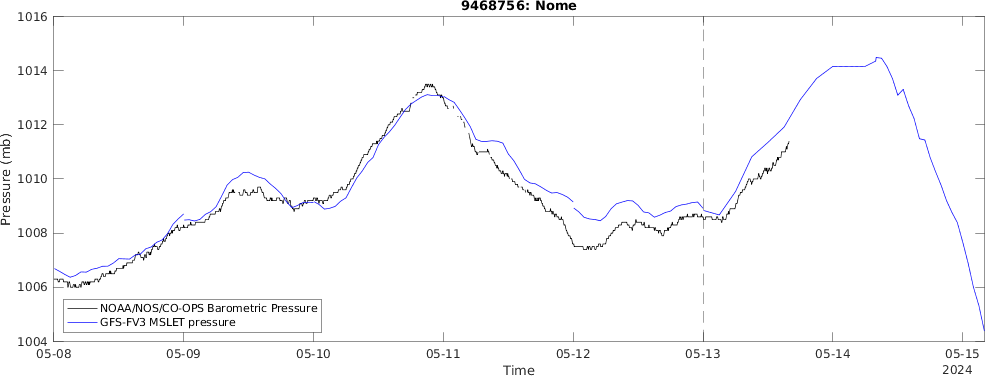 9468756: Nome
Pressure (mb)
1016
1014
1012
1010
1008
1006
1004
NOAA/NOS/CO-OPS Barometric Pressure
GFS-FV3 MSLET pressure
05-08 05-09 05-10 05-11 05-12 05-13 05-14 05-15
Time 2024